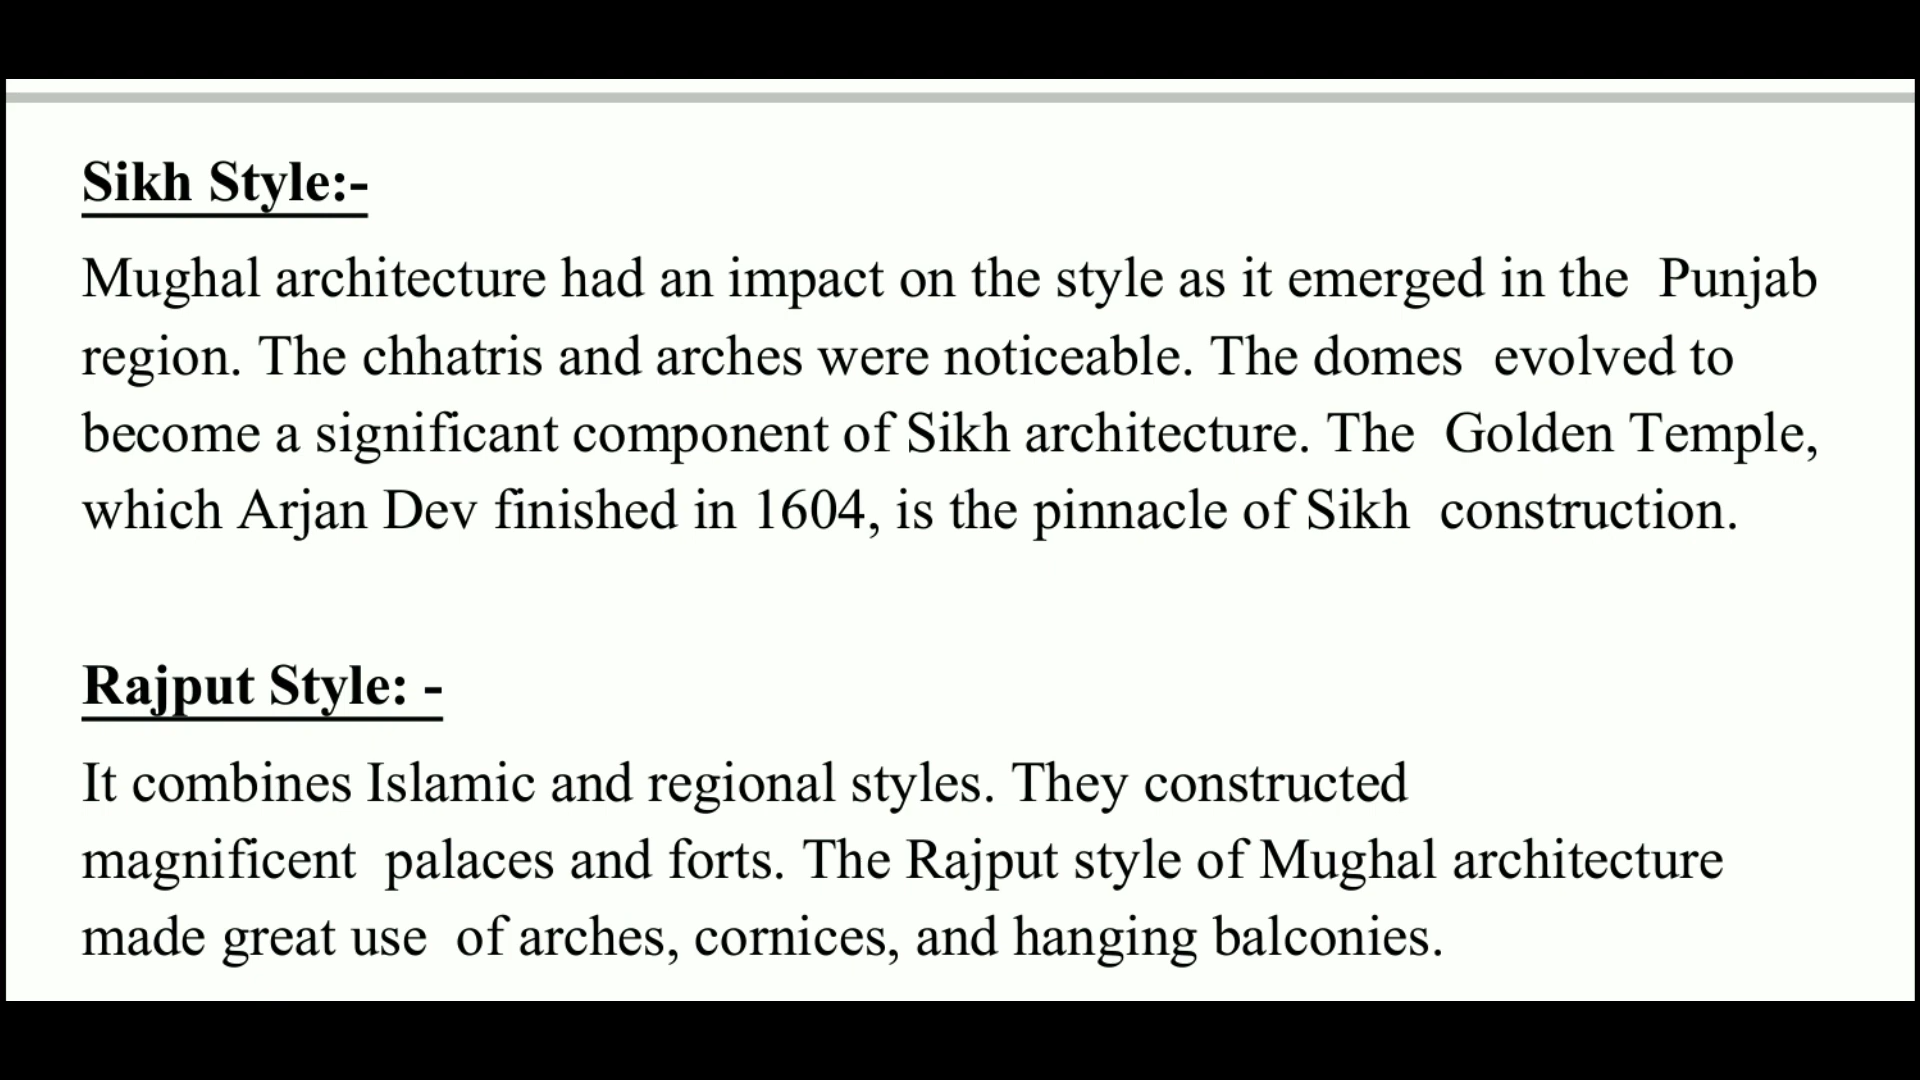 Sikh Style:-
Mughal architecture had an impact on the style as it emerged in the  Punjab
region. The chhatris and arches were noticeable. The domes  evolved to
become a significant component of Sikh architecture. The  Golden Temple,
which Arjan Dev finished in 1604, is the pinnacle of Sikh  construction.
Rajput Style: -
It combines Islamic and regional styles. They constructed
magnificent  palaces and forts. The Rajput style of Mughal architecture
made great use  of arches, cornices, and hanging balconies.